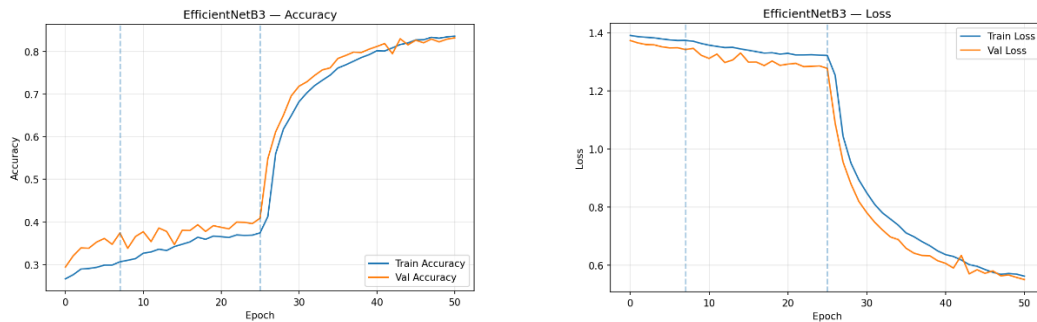 EfficientNetB3 — Accuracy
Accuracy
0.8
0.7
0.6
0.5
0.4
0.3
Train Accuracy
Val Accuracy
0 10 20 30 40 50
Epoch
EfficientNetB3 — Loss
Loss
1.4
1.2
1.0
0.8
0.6
Train Loss
Val Loss
0 10 20 30 40 50
Epoch